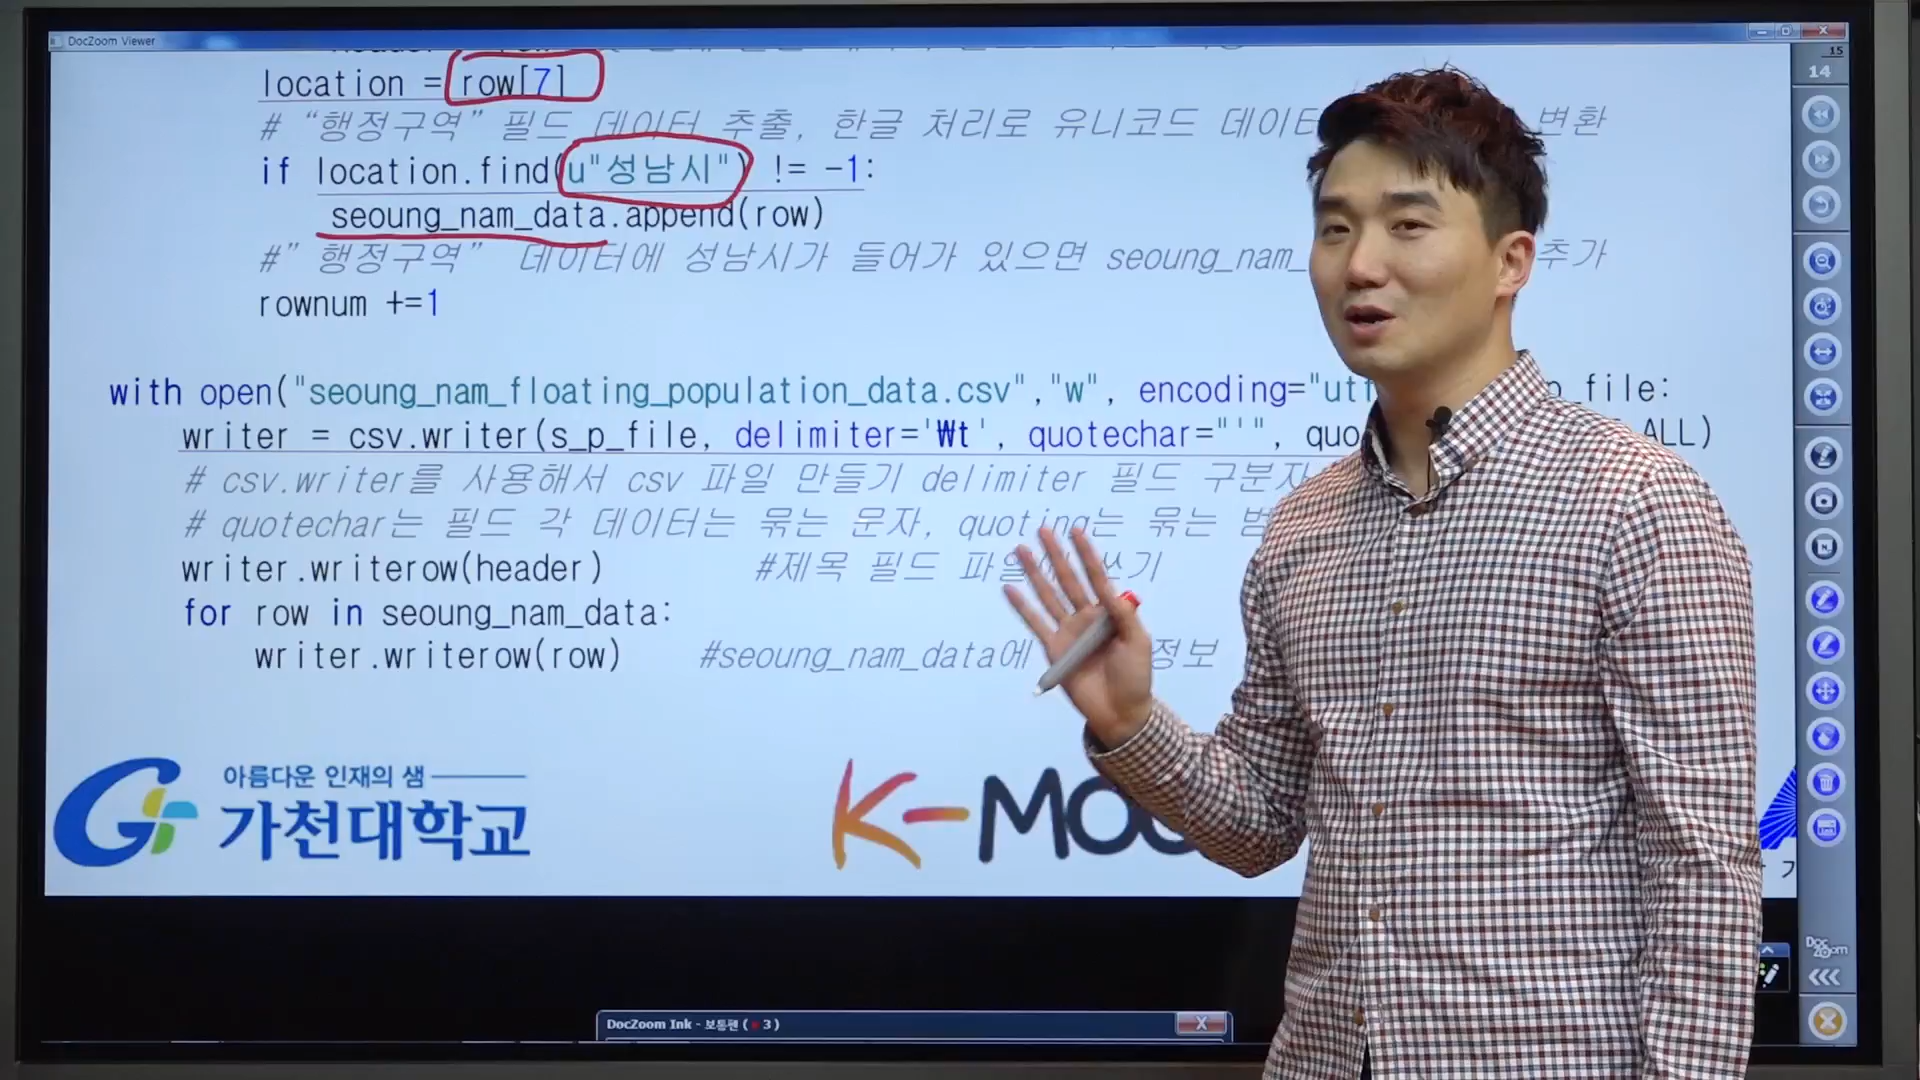 DocZoom Viewer
15
14
location = row[7]
# “행정구역”필드 데이터 추출, 한글 처리로 유니코드 변환
if location.find(u"성남시") != -1:
seoung_nam_data.append(row)
#”행정구역” 데이터에 성남시가 들어가 있으면 seoung_nam_ 추가
rownum +=1
with open("seoung_nam_floating_population_data.csv","w", encoding="utf p_file:
writer = csv.writer(s_p_file, delimiter='₩t', quotechar="'", quo ALL)
# csv.writer를 사용해서 csv 파일 만들기 delimiter 필드 구분자
# quotechar는 필드 각 데이터는 묶는 문자, quoting는 묶는 범
writer.writerow(header) #제목 필드 쓰기
for row in seoung_nam_data:
writer.writerow(row) #seoung_nam_data에 정보
아름다운 인재의 샘
가천대학교
K-MOO
DocZoom
DocZoom Ink - 보통펜 ( 3 )